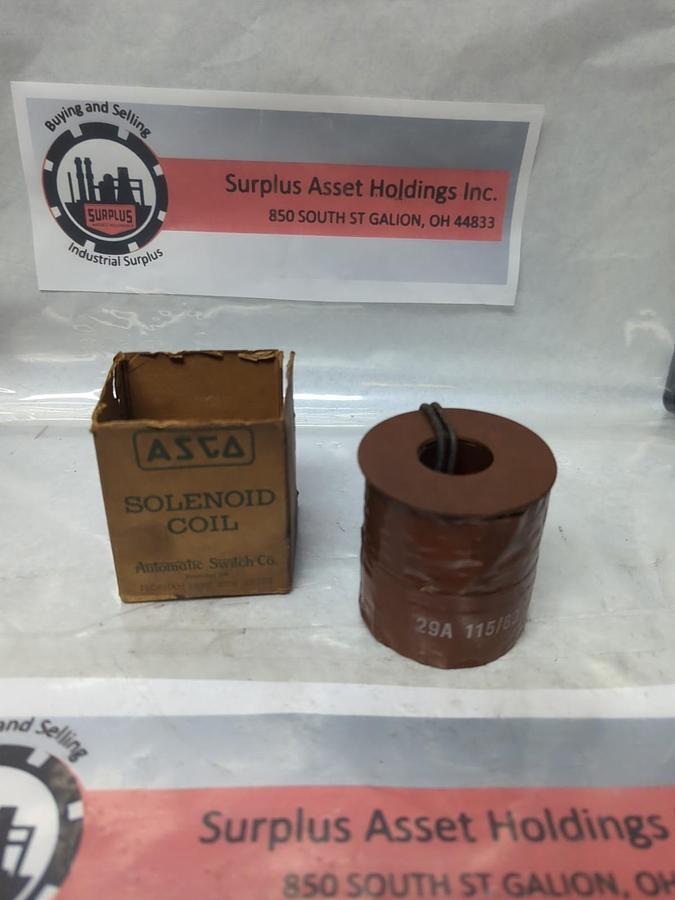 Buying and Selling
SURPLUS
Industrial Surplus
Surplus Asset Holdings Inc.
850 SOUTH ST GALION, OH 44833
ASCO
SOLENOID
COIL
Automatic Switch Co.
29A 115/60
and Selling
Surplus Asset Holdings
850 SOUTH ST GALION, OH